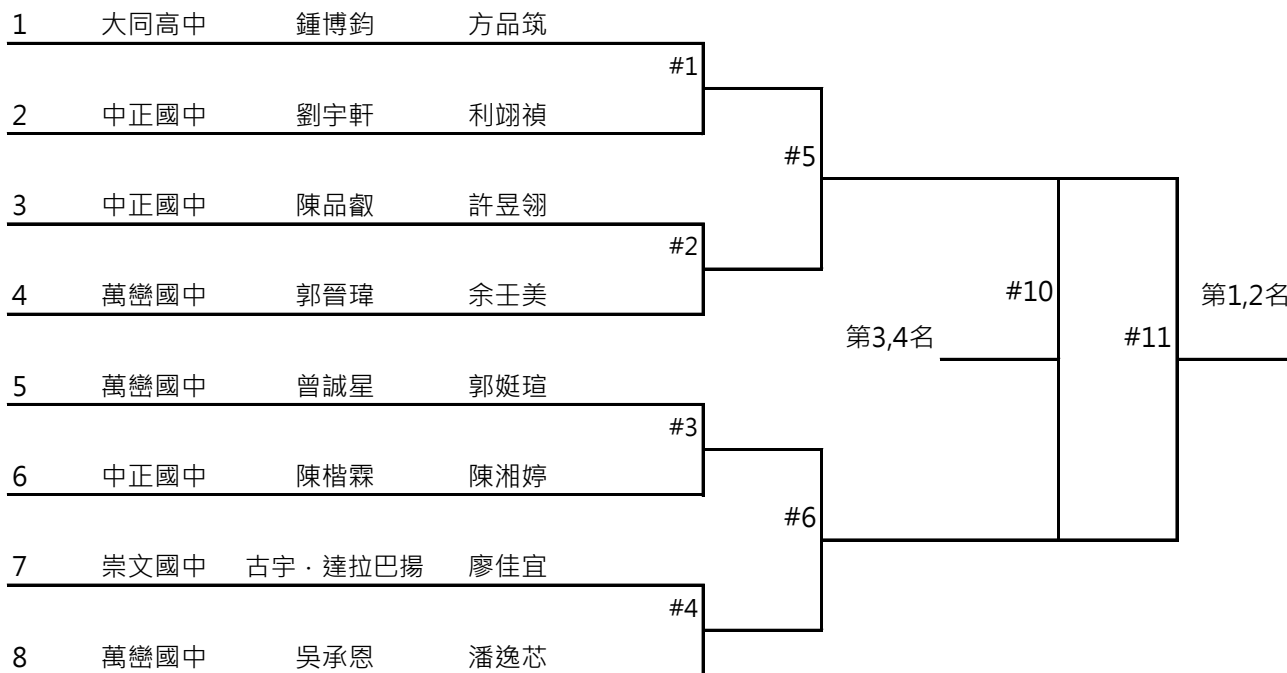 1 大同高中 鍾博鈞 方品筑
#1
2 中正國中 劉宇軒 利翊禎
#5
3 中正國中 陳品叡 許昱翎
#2
4 萬巒國中 郭晉瑋 余壬美
#10 第1,2名
第3,4名 #11
5 萬巒國中 曾誠星 郭娗瑄
#3
6 中正國中 陳楷霖 陳湘婷
#6
7 崇文國中 古宇．達拉巴揚 廖佳宜
#4
8 萬巒國中 吳承恩 潘逸芯